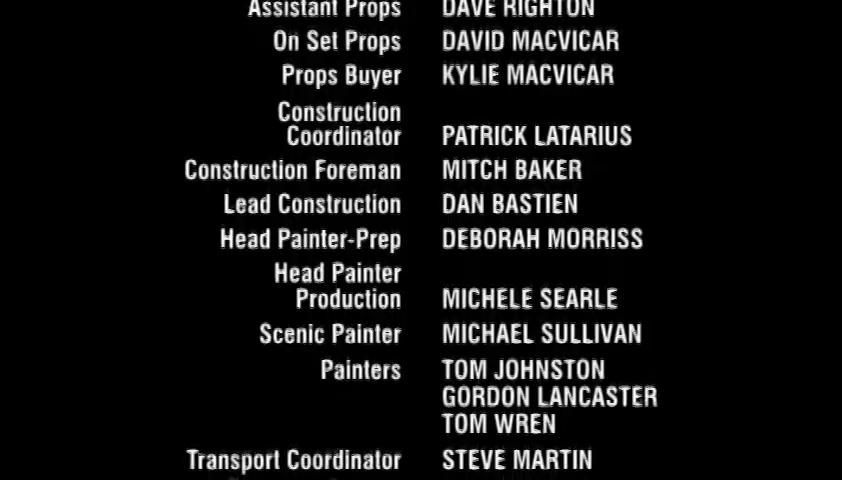 Assistant Props DAVE RIGHTON
On Set Props DAVID MACVICAR
Props Buyer KYLIE MACVICAR
Construction
Coordinator PATRICK LATARIUS
Construction Foreman MITCH BAKER
Lead Construction DAN BASTIEN
Head Painter-Prep DEBORAH MORRISS
Head Painter
Production MICHELE SEARLE
Scenic Painter MICHAEL SULLIVAN
Painters TOM JOHNSTON
GORDON LANCASTER
TOM WREN
Transport Coordinator STEVE MARTIN